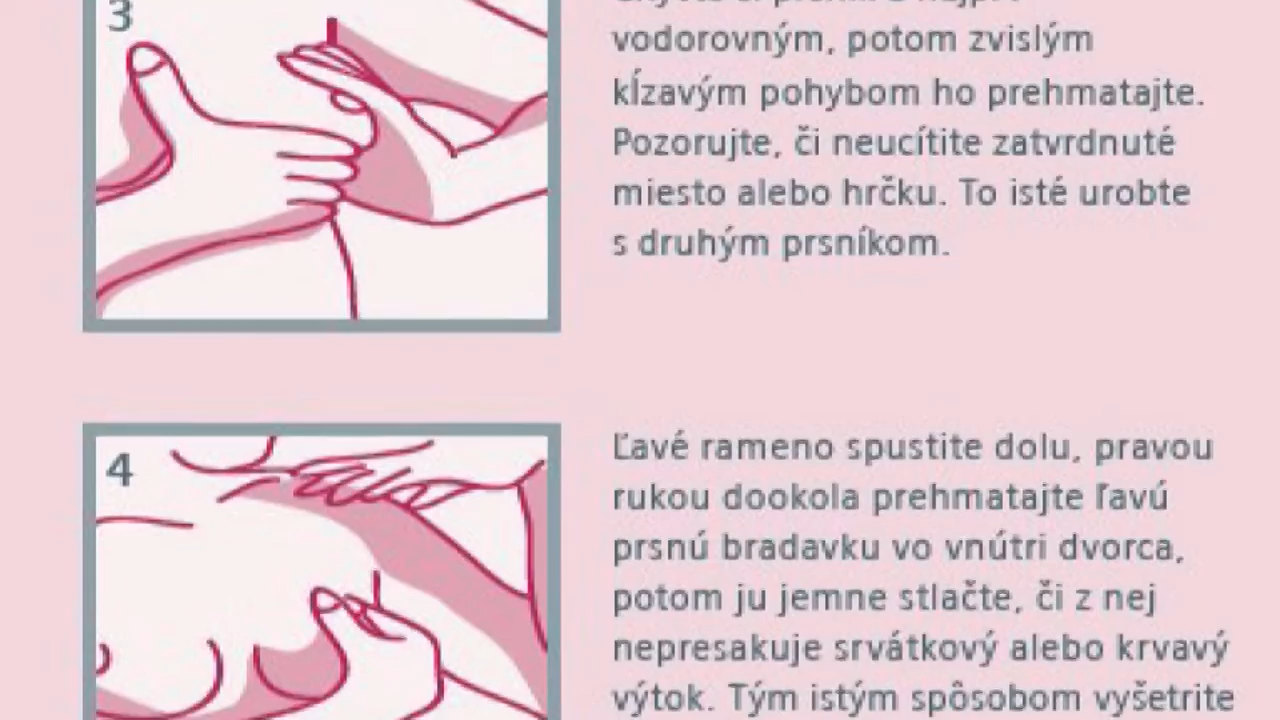 3
vodorovným, potom zvislým
kĺzavým pohybom ho prehmatajte.
Pozorujte, či neucítite zatvrdnuté
miesto alebo hrčku. To isté urobte
s druhým prsníkom.
4
Ľavé rameno spustite dolu, pravou
rukou dookola prehmatajte ľavú
prsnú bradavku vo vnútri dvorca,
potom ju jemne stlačte, či z nej
nepresakuje srvátkový alebo krvavý
výtok. Tým istým spôsobom vyšetrite